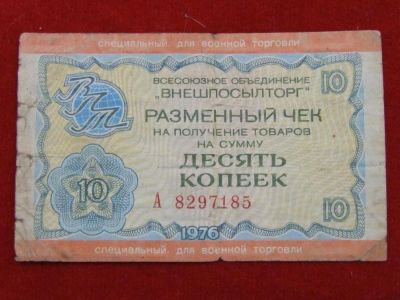 специальный для военной торговли
ВПТ
ВСЕСОЮЗНОЕ ОБЪЕДИНЕНИЕ
10
„ВНЕШПОСЫЛТОРГ"
РАЗМЕННЫЙ ЧЕК
НА ПОЛУЧЕНИЕ ТОВАРОВ
НА СУММУ
ДЕСЯТЬ
КОПЕЕК
10
А 8297185
10
1976
специальный для военной торговли